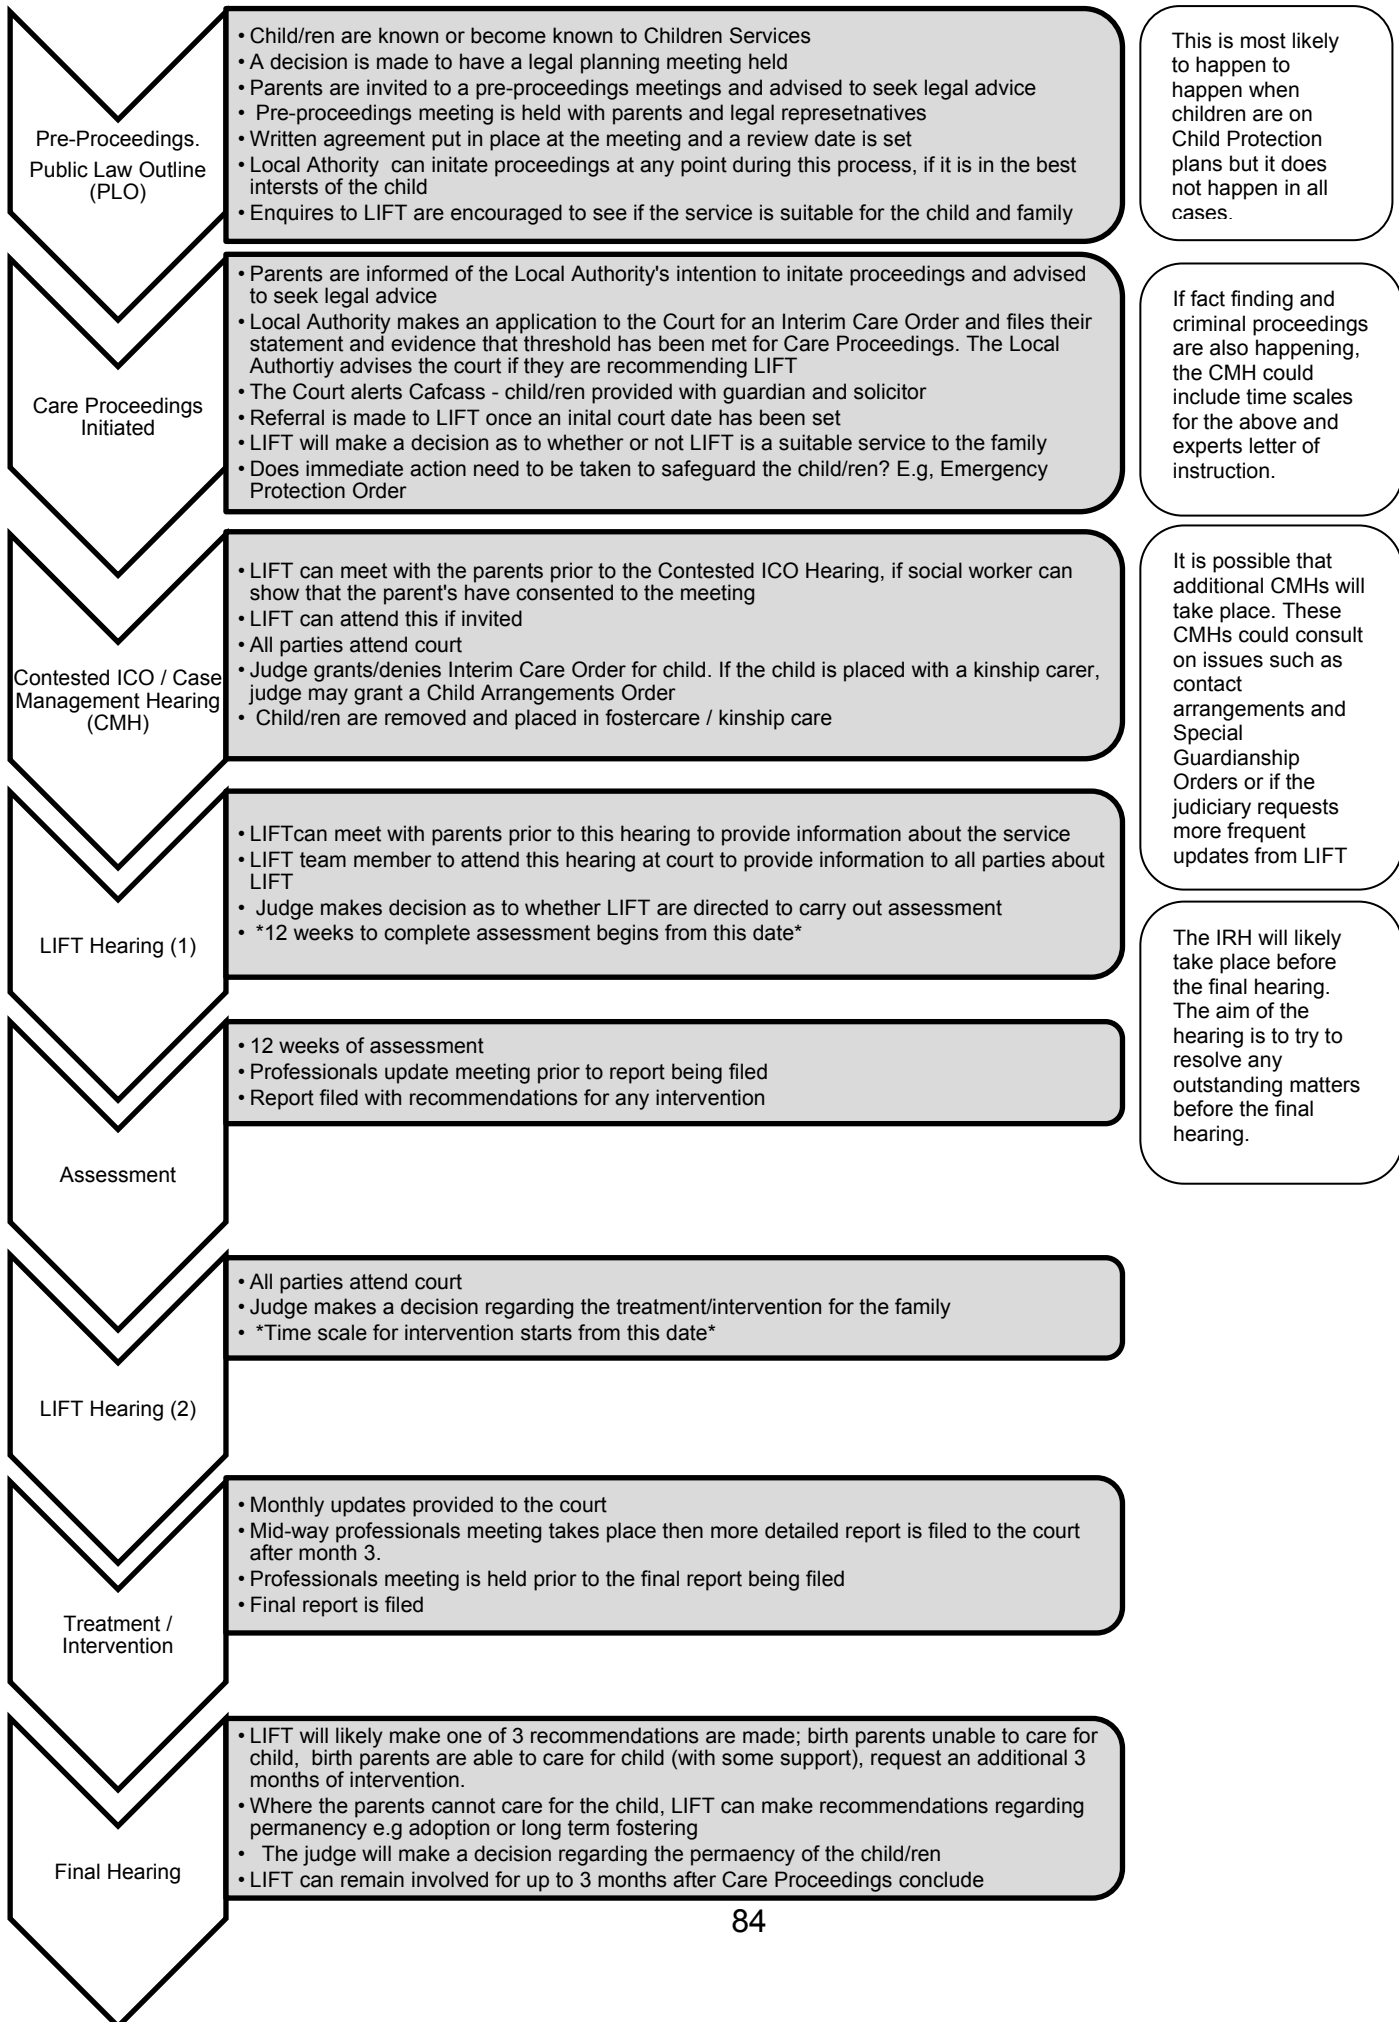 Pre-Proceedings.
Public Law Outline
(PLO)
• Child/ren are known or become known to Children Services
• A decision is made to have a legal planning meeting held
• Parents are invited to a pre-proceedings meetings and advised to seek legal advice
• Pre-proceedings meeting is held with parents and legal represetnatives
• Written agreement put in place at the meeting and a review date is set
• Local Athority can initate proceedings at any point during this process, if it is in the best
intersts of the child
• Enquires to LIFT are encouraged to see if the service is suitable for the child and family
This is most likely
to happen to
happen when
children are on
Child Protection
plans but it does
not happen in all
cases.
Care Proceedings
Initiated
• Parents are informed of the Local Authority's intention to initate proceedings and advised
to seek legal advice
• Local Authority makes an application to the Court for an Interim Care Order and files their
statement and evidence that threshold has been met for Care Proceedings. The Local
Authortiy advises the court if they are recommending LIFT
• The Court alerts Cafcass - child/ren provided with guardian and solicitor
• Referral is made to LIFT once an inital court date has been set
• LIFT will make a decision as to whether or not LIFT is a suitable service to the family
• Does immediate action need to be taken to safeguard the child/ren? E.g, Emergency
Protection Order
If fact finding and
criminal proceedings
are also happening,
the CMH could
include time scales
for the above and
experts letter of
instruction.
Contested ICO / Case
Management Hearing
(CMH)
• LIFT can meet with the parents prior to the Contested ICO Hearing, if social worker can
show that the parent's have consented to the meeting
• LIFT can attend this if invited
• All parties attend court
• Judge grants/denies Interim Care Order for child. If the child is placed with a kinship carer,
judge may grant a Child Arrangements Order
• Child/ren are removed and placed in fostercare / kinship care
It is possible that
additional CMHs will
take place. These
CMHs could consult
on issues such as
contact
arrangements and
Special
Guardianship
Orders or if the
judiciary requests
more frequent
updates from LIFT
LIFT Hearing (1)
• LIFTcan meet with parents prior to this hearing to provide information about the service
• LIFT team member to attend this hearing at court to provide information to all parties about
LIFT
• Judge makes decision as to whether LIFT are directed to carry out assessment
• *12 weeks to complete assessment begins from this date*
The IRH will likely
take place before
the final hearing.
The aim of the
hearing is to try to
resolve any
outstanding matters
before the final
hearing.
Assessment
• 12 weeks of assessment
• Professionals update meeting prior to report being filed
• Report filed with recommendations for any intervention
LIFT Hearing (2)
• All parties attend court
• Judge makes a decision regarding the treatment/intervention for the family
• *Time scale for intervention starts from this date*
Treatment /
Intervention
• Monthly updates provided to the court
• Mid-way professionals meeting takes place then more detailed report is filed to the court
after month 3.
• Professionals meeting is held prior to the final report being filed
• Final report is filed
Final Hearing
• LIFT will likely make one of 3 recommendations are made; birth parents unable to care for
child, birth parents are able to care for child (with some support), request an additional 3
months of intervention.
• Where the parents cannot care for the child, LIFT can make recommendations regarding
permanency e.g adoption or long term fostering
• The judge will make a decision regarding the permaency of the child/ren
• LIFT can remain involved for up to 3 months after Care Proceedings conclude
84